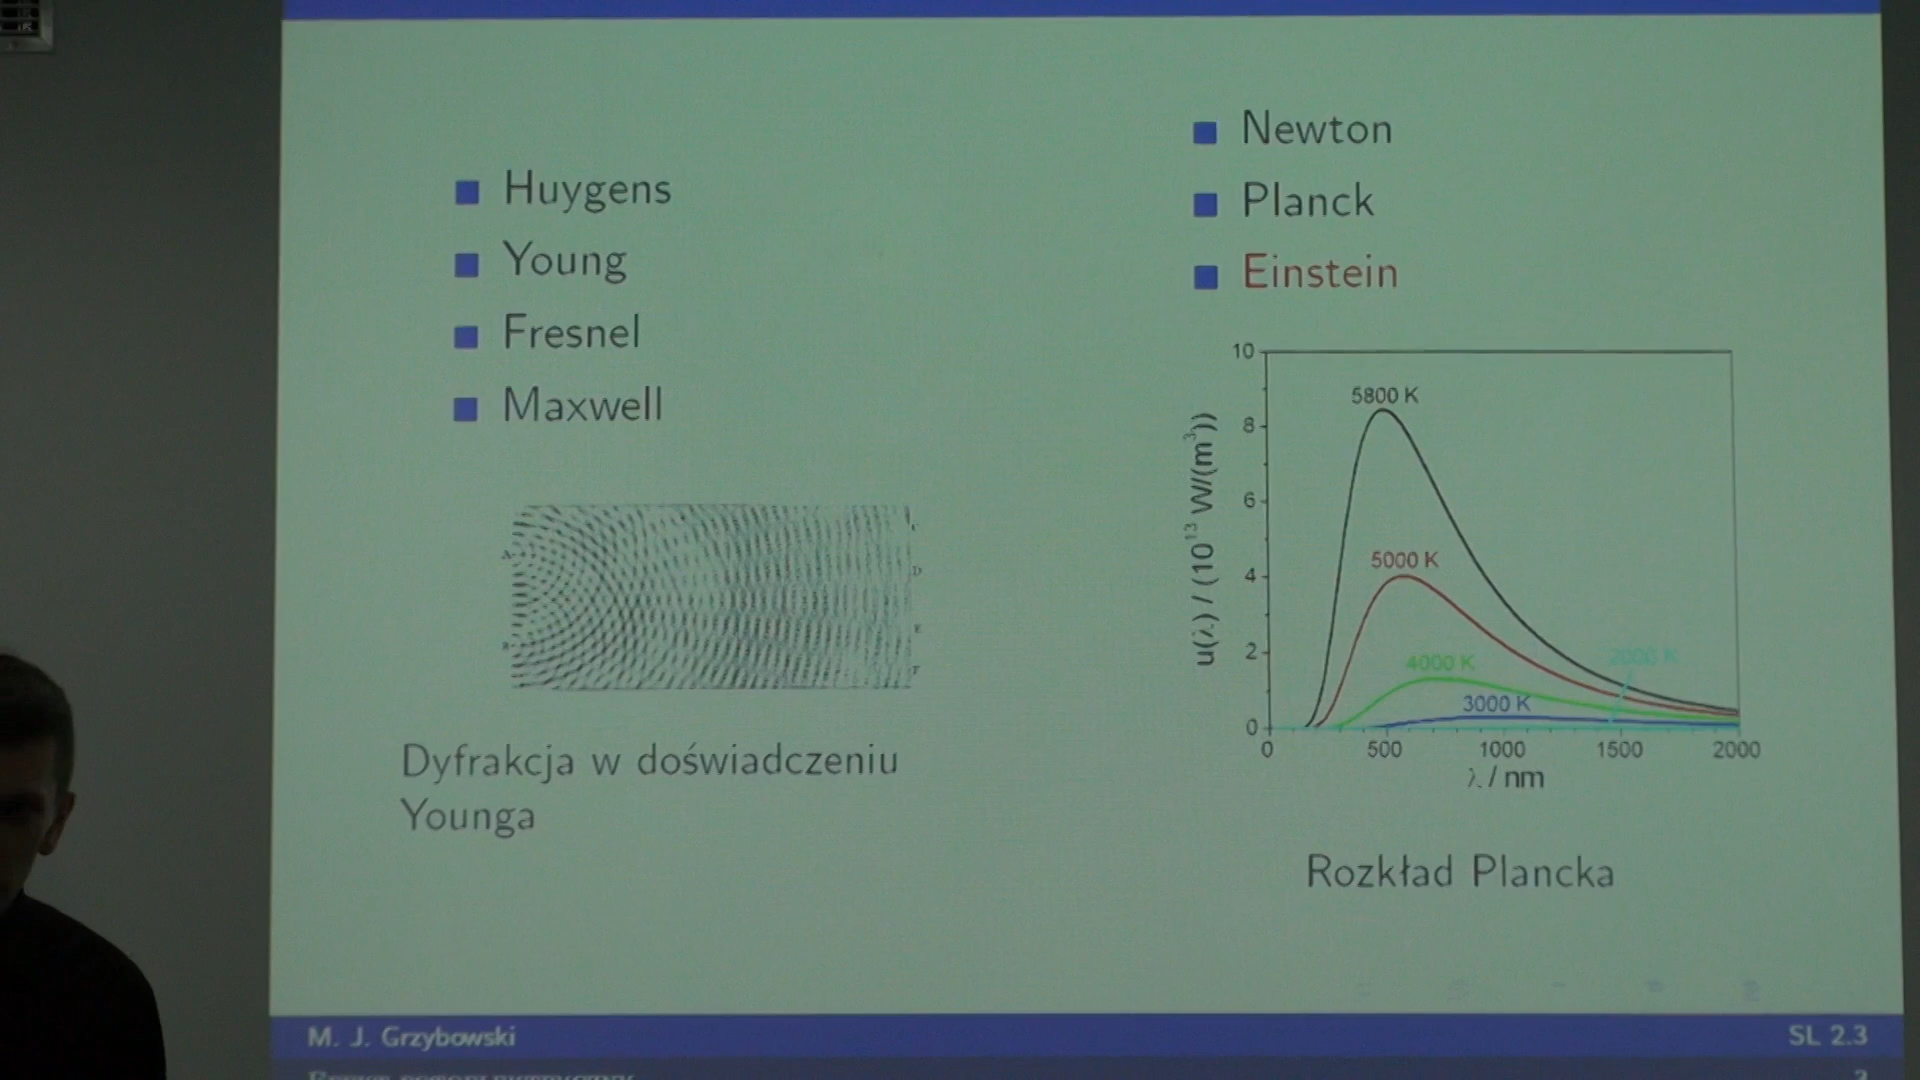 Huygens
Young
Fresnel
Maxwell
A
B
C
D
E
F
Dyfrakcja w doświadczeniu
Younga
Newton
Planck
Einstein
10
8
6
4
2
0
u(λ) / (10¹³ W/(m³))
5800 K
5000 K
4000 K
3000 K
2000 K
0 500 1000 1500 2000
λ / nm
Rozkład Plancka
M. J. Grzybowski SL 2.3